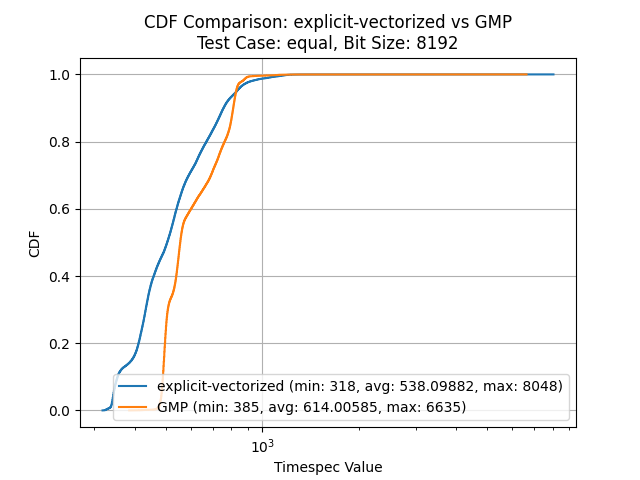 CDF Comparison: explicit-vectorized vs GMP
Test Case: equal, Bit Size: 8192
CDF
1.0
0.8
0.6
0.4
0.2
0.0
explicit-vectorized (min: 318, avg: 538.09882, max: 8048)
GMP (min: 385, avg: 614.00585, max: 6635)
10³
Timespec Value